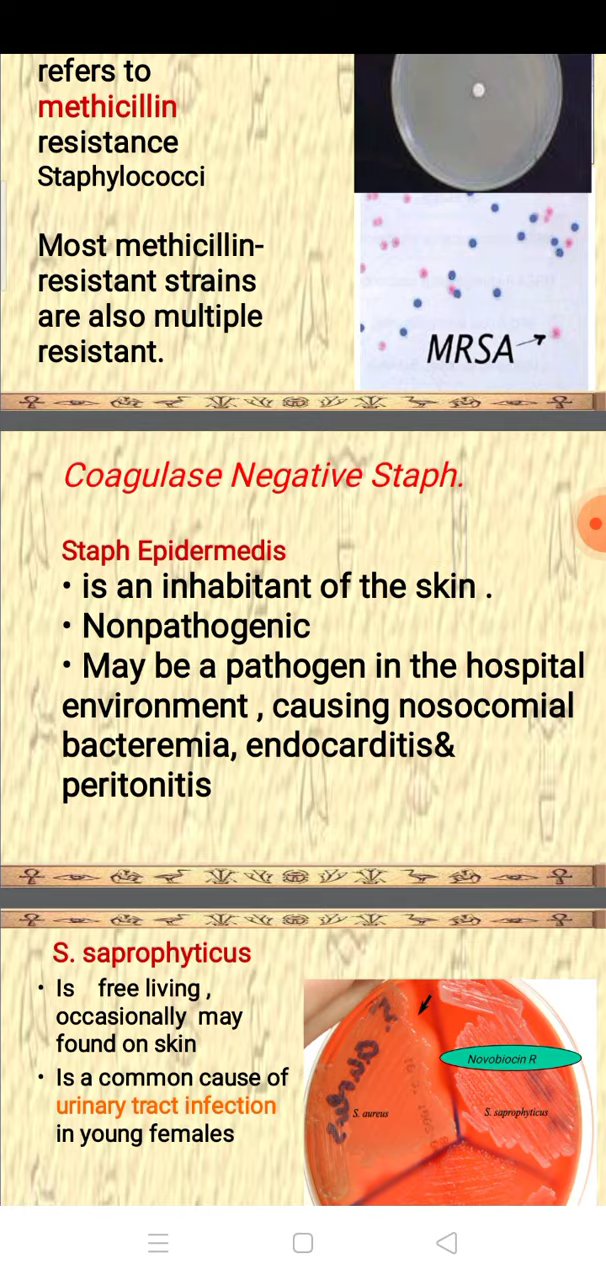 refers to
methicillin
resistance
Staphylococci
Most methicillin-
resistant strains
are also multiple
resistant.
MRSA
Coagulase Negative Staph.
Staph Epidermedis
• is an inhabitant of the skin .
• Nonpathogenic
• May be a pathogen in the hospital
environment , causing nosocomial
bacteremia, endocarditis&
peritonitis
S. saprophyticus
• Is free living ,
occasionally may
found on skin
• Is a common cause of
urinary tract infection
in young females
Novobiocin R
S. aureus
S. saprophyticus